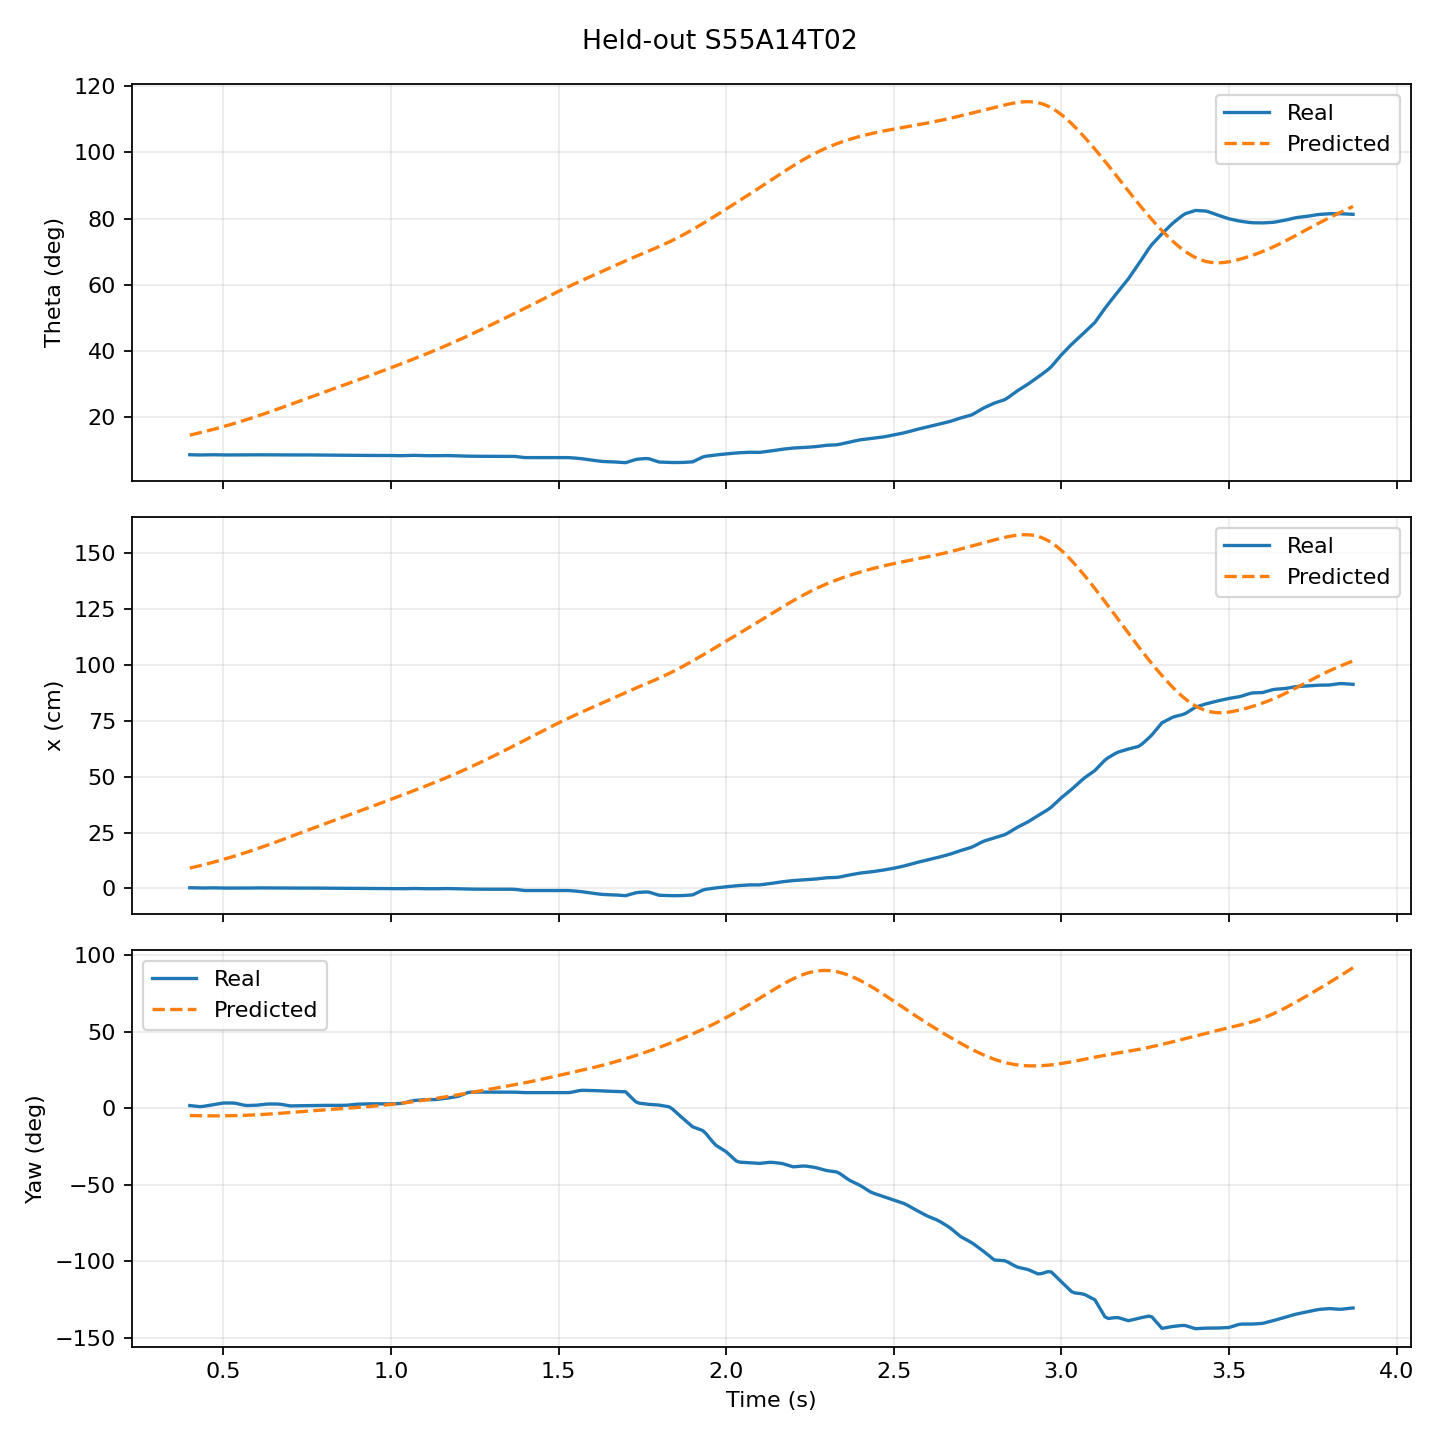 Held-out S55A14T02
120
100
80
60
40
20
Theta (deg)
Real
Predicted
150
125
100
75
50
25
0
x (cm)
Real
Predicted
100
50
0
−50
−100
−150
Yaw (deg)
Real
Predicted
0.5 1.0 1.5 2.0 2.5 3.0 3.5 4.0
Time (s)